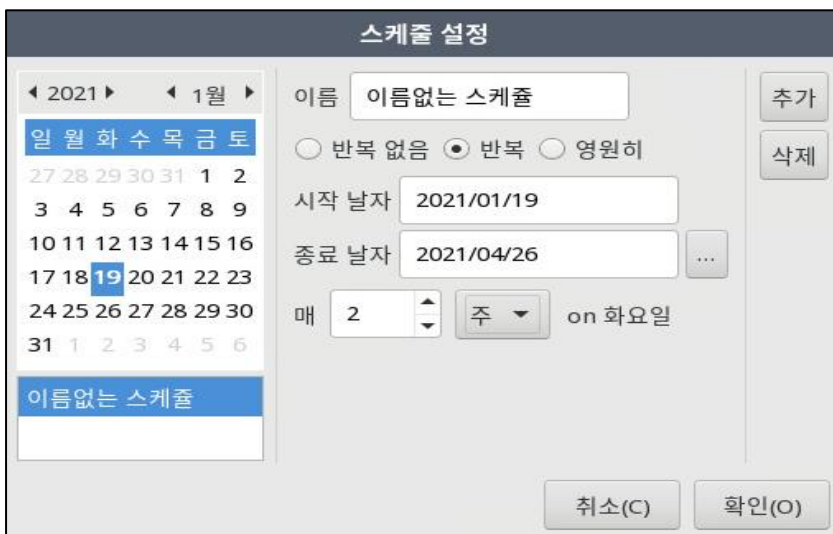 스케줄 설정
2021 1월
일 월 화 수 목 금 토
27 28 29 30 31 1 2
3 4 5 6 7 8 9
10 11 12 13 14 15 16
17 18 19 20 21 22 23
24 25 26 27 28 29 30
31 1 2 3 4 5 6
이름없는 스케쥴
이름 이름없는 스케쥴
반복 없음 반복 영원히
시작 날자 2021/01/19
종료 날자 2021/04/26 ...
매 2 주 on 화요일
추가
삭제
취소(C) 확인(O)